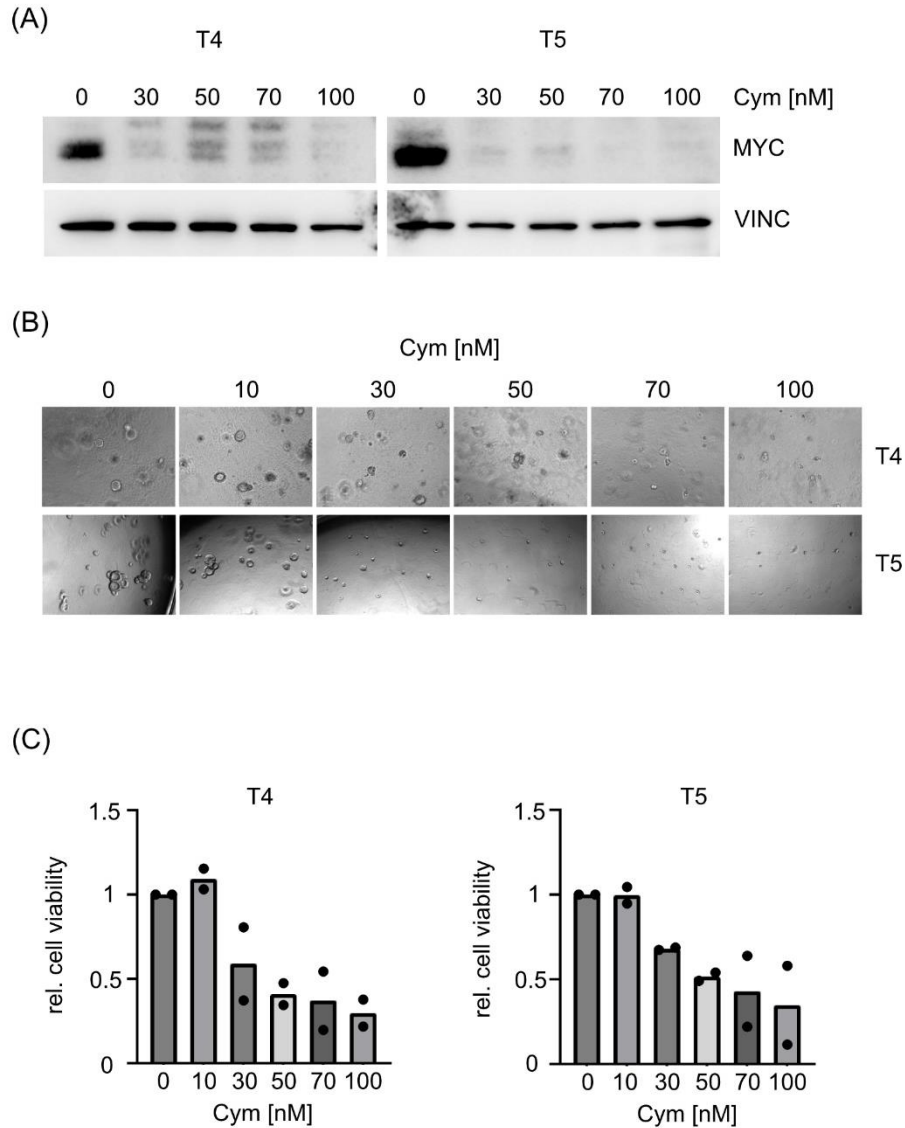 (A)
T4 T5
0 30 50 70 100 0 30 50 70 100 Cym [nM]
MYC
VINC
(B)
Cym [nM]
0 10 30 50 70 100
T4
T5
(C)
T4 T5
1.5 1.5
1 1
0.5 0.5
0 0
rel. cell viability rel. cell viability
0 10 30 50 70 100 0 10 30 50 70 100
Cym [nM] Cym [nM]